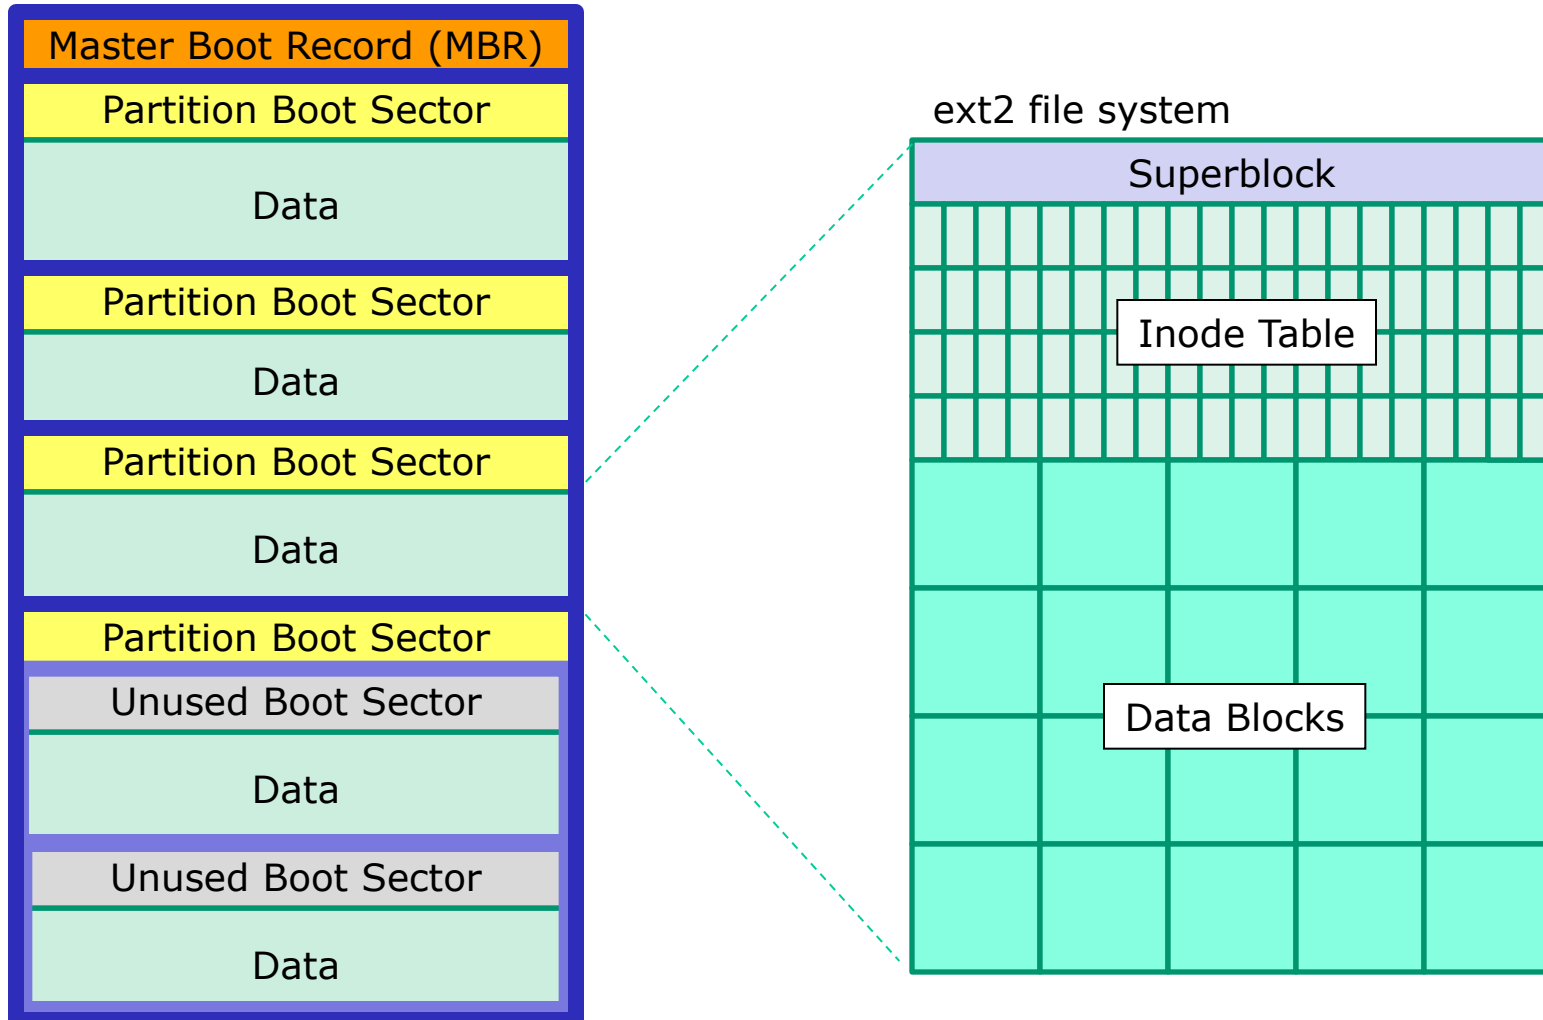 Master Boot Record (MBR)
Partition Boot Sector
Data
Partition Boot Sector
Data
Partition Boot Sector
Data
Partition Boot Sector
Unused Boot Sector
Data
Unused Boot Sector
Data
ext2 file system
Superblock
Inode Table
Data Blocks